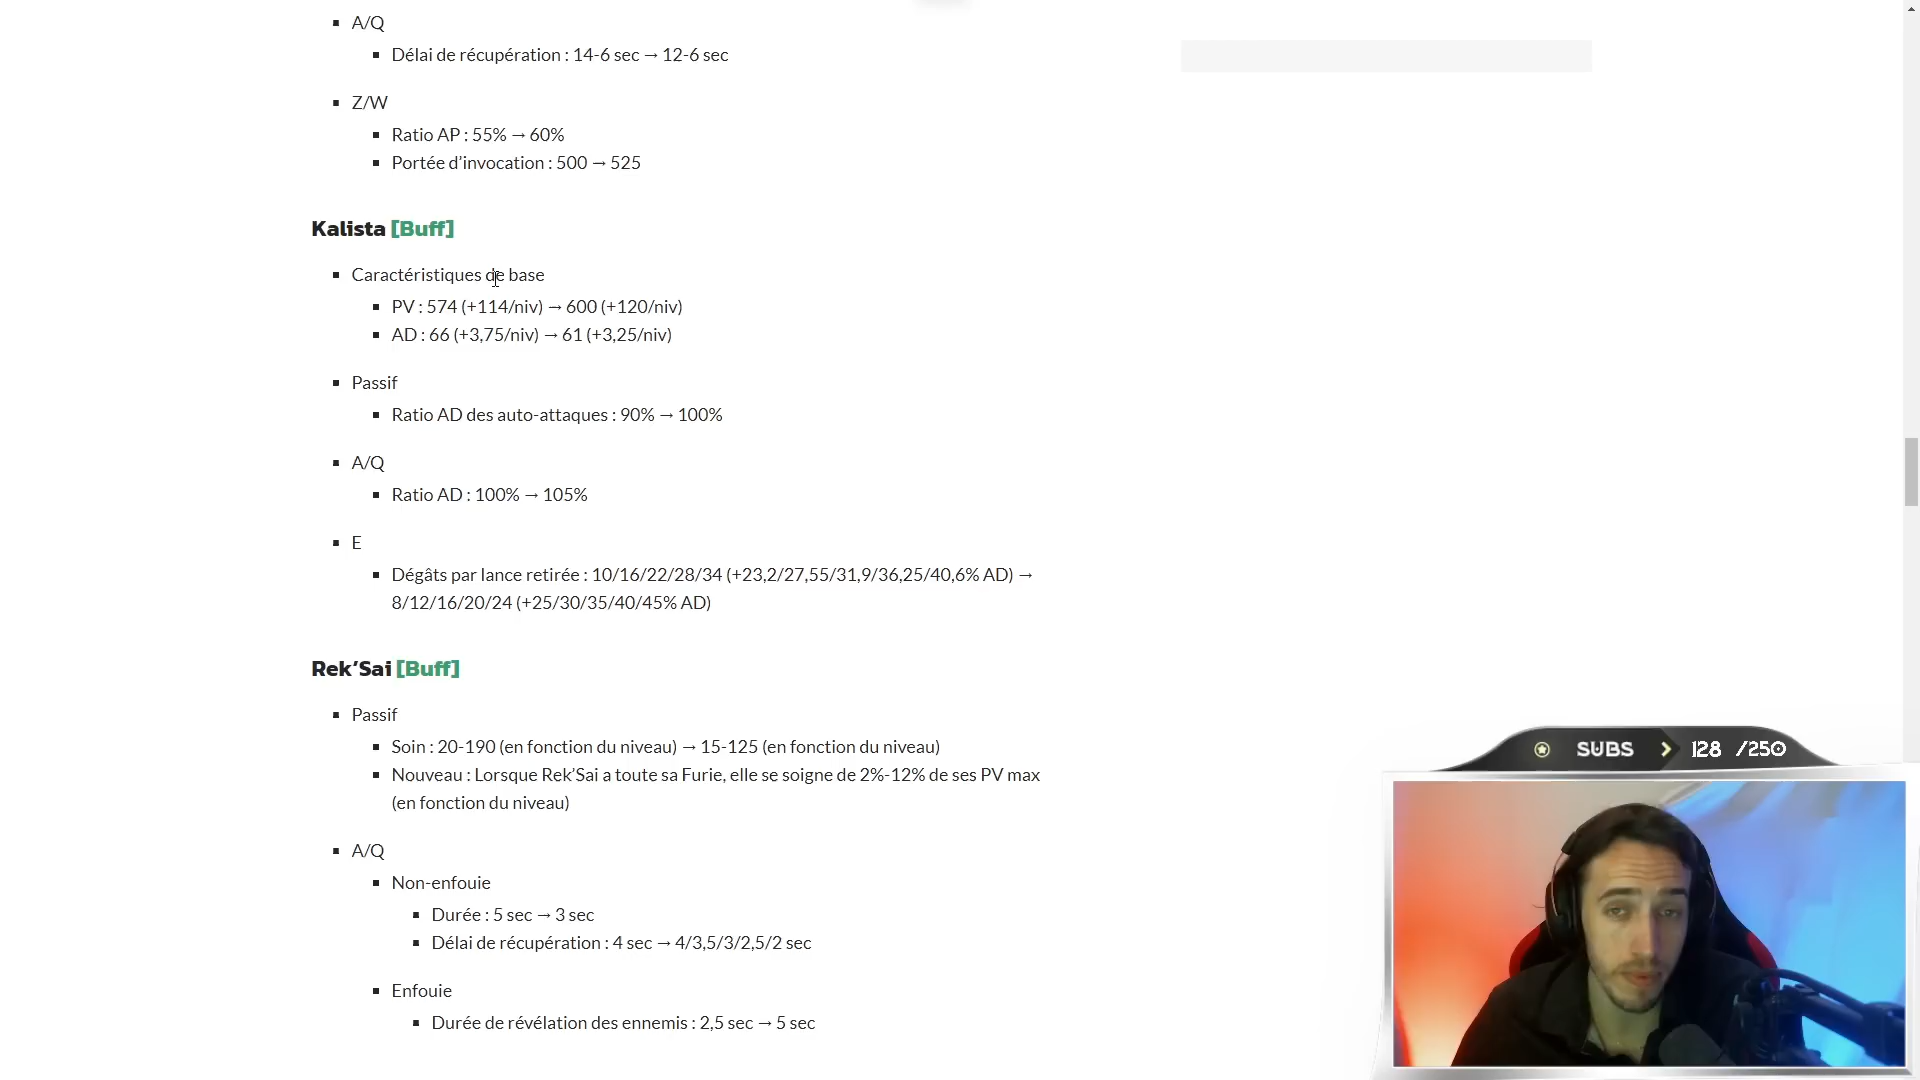 A/Q
Délai de récupération : 14-6 sec → 12-6 sec
Z/W
Ratio AP : 55% → 60%
Portée d’invocation : 500 → 525
Kalista [Buff]
Caractéristiques de base
PV : 574 (+114/niv) → 600 (+120/niv)
AD : 66 (+3,75/niv) → 61 (+3,25/niv)
Passif
Ratio AD des auto-attaques : 90% → 100%
A/Q
Ratio AD : 100% → 105%
E
Dégâts par lance retirée : 10/16/22/28/34 (+23,2/27,55/31,9/36,25/40,6% AD) →
8/12/16/20/24 (+25/30/35/40/45% AD)
Rek’Sai [Buff]
Passif
Soin : 20-190 (en fonction du niveau) → 15-125 (en fonction du niveau)
Nouveau : Lorsque Rek’Sai a toute sa Furie, elle se soigne de 2%-12% de ses PV max
(en fonction du niveau)
A/Q
Non-enfouie
Durée : 5 sec → 3 sec
Délai de récupération : 4 sec → 4/3,5/3/2,5/2 sec
Enfouie
Durée de révélation des ennemis : 2,5 sec → 5 sec
SUBS 128 /250